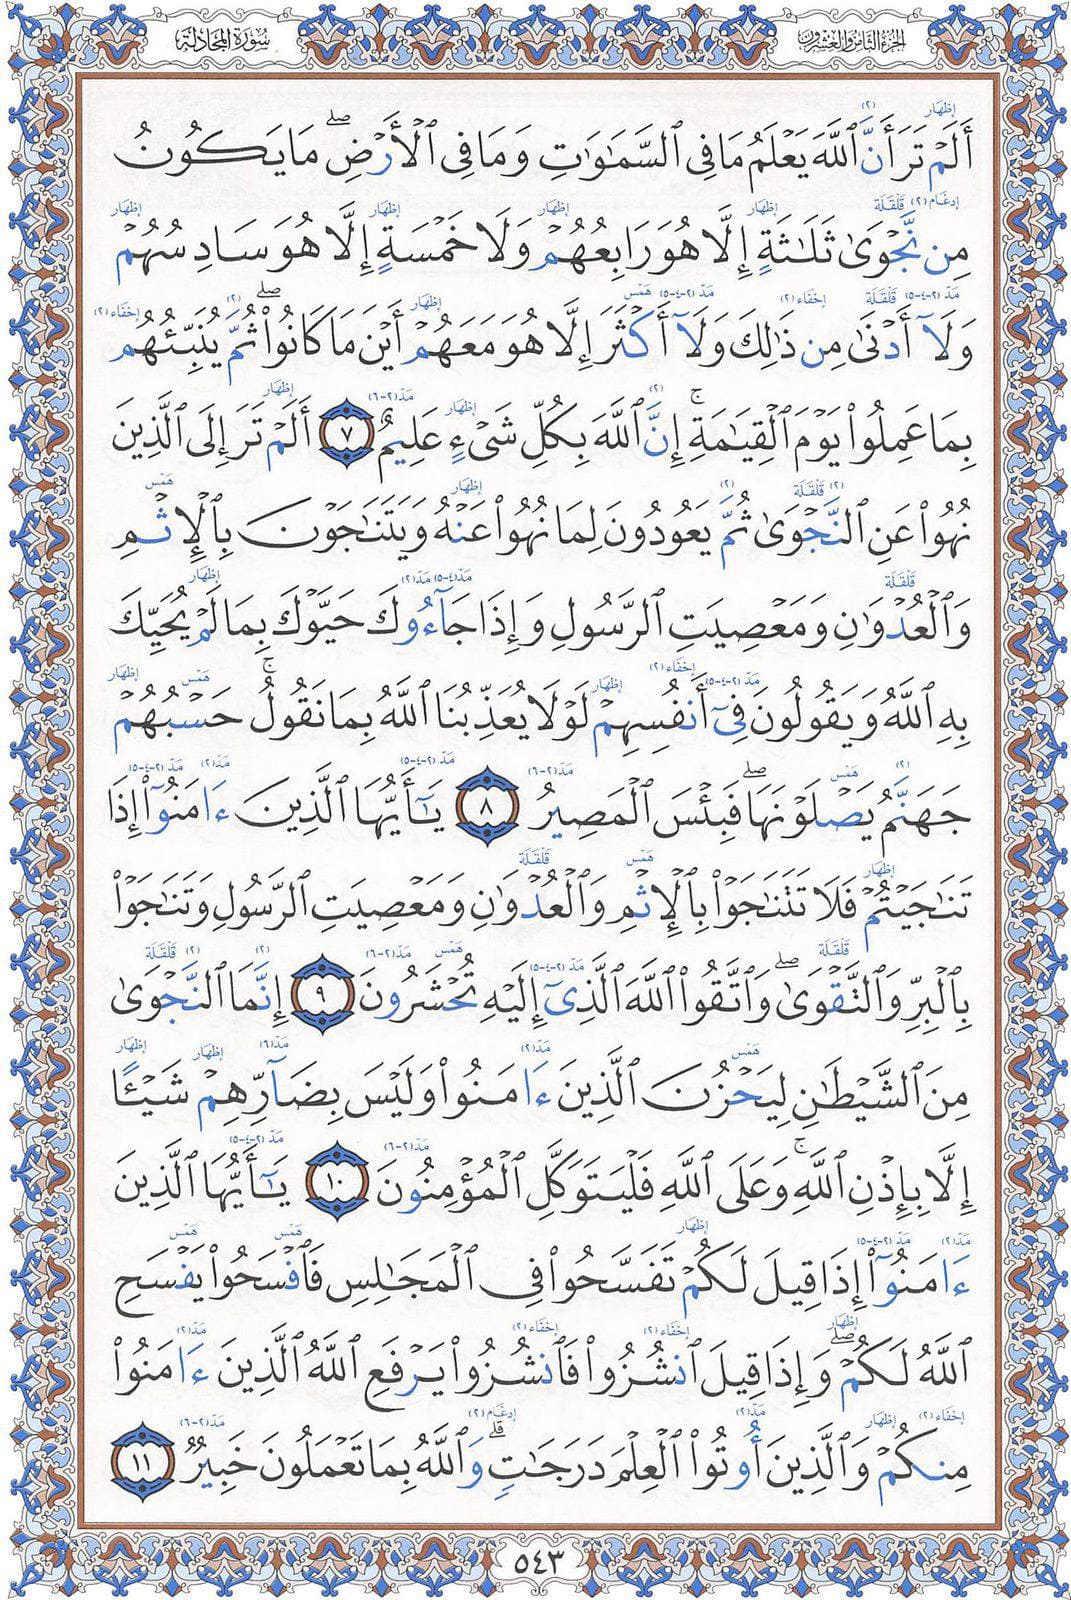 الجزء الثامن والعشرون
سورة المجادلة
أَلَمْ تَرَ أَنَّ ٱللَّهَ يَعْلَمُ مَا فِى ٱلسَّمَٰوَٰتِ وَمَا فِى ٱلْأَرْضِ ۖ مَا يَكُونُ
مِن نَّجْوَىٰ ثَلَٰثَةٍ إِلَّا هُوَ رَابِعُهُمْ وَلَا خَمْسَةٍ إِلَّا هُوَ سَادِسُهُمْ
وَلَآ أَدْنَىٰ مِن ذَٰلِكَ وَلَآ أَكْثَرَ إِلَّا هُوَ مَعَهُمْ أَيْنَ مَا كَانُوا۟ ۖ ثُمَّ يُنَبِّئُهُم
بِمَا عَمِلُوا۟ يَوْمَ ٱلْقِيَٰمَةِ ۚ إِنَّ ٱللَّهَ بِكُلِّ شَىْءٍ عَلِيمٌ ٧ أَلَمْ تَرَ إِلَى ٱلَّذِينَ
نُهُوا۟ عَنِ ٱلنَّجْوَىٰ ثُمَّ يَعُودُونَ لِمَا نُهُوا۟ عَنْهُ وَيَتَنَٰجَوْنَ بِٱلْإِثْمِ
وَٱلْعُدْوَٰنِ وَمَعْصِيَتِ ٱلرَّسُولِ وَإِذَا جَآءُوكَ حَيَّوْكَ بِمَا لَمْ يُحَيِّكَ
بِهِ ٱللَّهُ وَيَقُولُونَ فِىٓ أَنفُسِهِمْ لَوْلَا يُعَذِّبُنَا ٱللَّهُ بِمَا نَقُولُ ۚ حَسْبُهُمْ
جَهَنَّمُ يَصْلَوْنَهَا ۖ فَبِئْسَ ٱلْمَصِيرُ ٨ يَٰٓأَيُّهَا ٱلَّذِينَ ءَامَنُوٓا۟ إِذَا
تَنَٰجَيْتُمْ فَلَا تَتَنَٰجَوْا۟ بِٱلْإِثْمِ وَٱلْعُدْوَٰنِ وَمَعْصِيَتِ ٱلرَّسُولِ وَتَنَٰجَوْا۟
بِٱلْبِرِّ وَٱلتَّقْوَىٰ ۖ وَٱتَّقُوا۟ ٱللَّهَ ٱلَّذِىٓ إِلَيْهِ تُحْشَرُونَ ٩ إِنَّمَا ٱلنَّجْوَىٰ
مِنَ ٱلشَّيْطَٰنِ لِيَحْزُنَ ٱلَّذِينَ ءَامَنُوا۟ وَلَيْسَ بِضَآرِّهِمْ شَيْـًٔا
إِلَّا بِإِذْنِ ٱللَّهِ ۚ وَعَلَى ٱللَّهِ فَلْيَتَوَكَّلِ ٱلْمُؤْمِنُونَ ١٠ يَٰٓأَيُّهَا ٱلَّذِينَ
ءَامَنُوٓا۟ إِذَا قِيلَ لَكُمْ تَفَسَّحُوا۟ فِى ٱلْمَجَٰلِسِ فَٱفْسَحُوا۟ يَفْسَحِ
ٱللَّهُ لَكُمْ ۖ وَإِذَا قِيلَ ٱنشُزُوا۟ فَٱنشُزُوا۟ يَرْفَعِ ٱللَّهُ ٱلَّذِينَ ءَامَنُوا۟
مِنكُمْ وَٱلَّذِينَ أُوتُوا۟ ٱلْعِلْمَ دَرَجَٰتٍ ۚ وَٱللَّهُ بِمَا تَعْمَلُونَ خَبِيرٌ ١١
٥٤٣